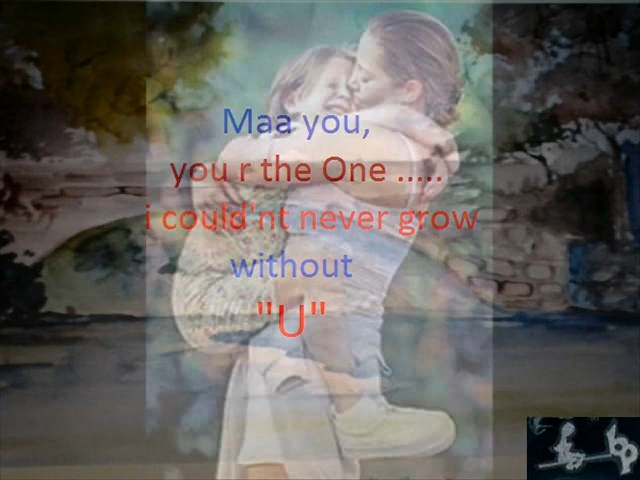 Maa you,
you r the One .....
i could'nt never grow
without
"U"